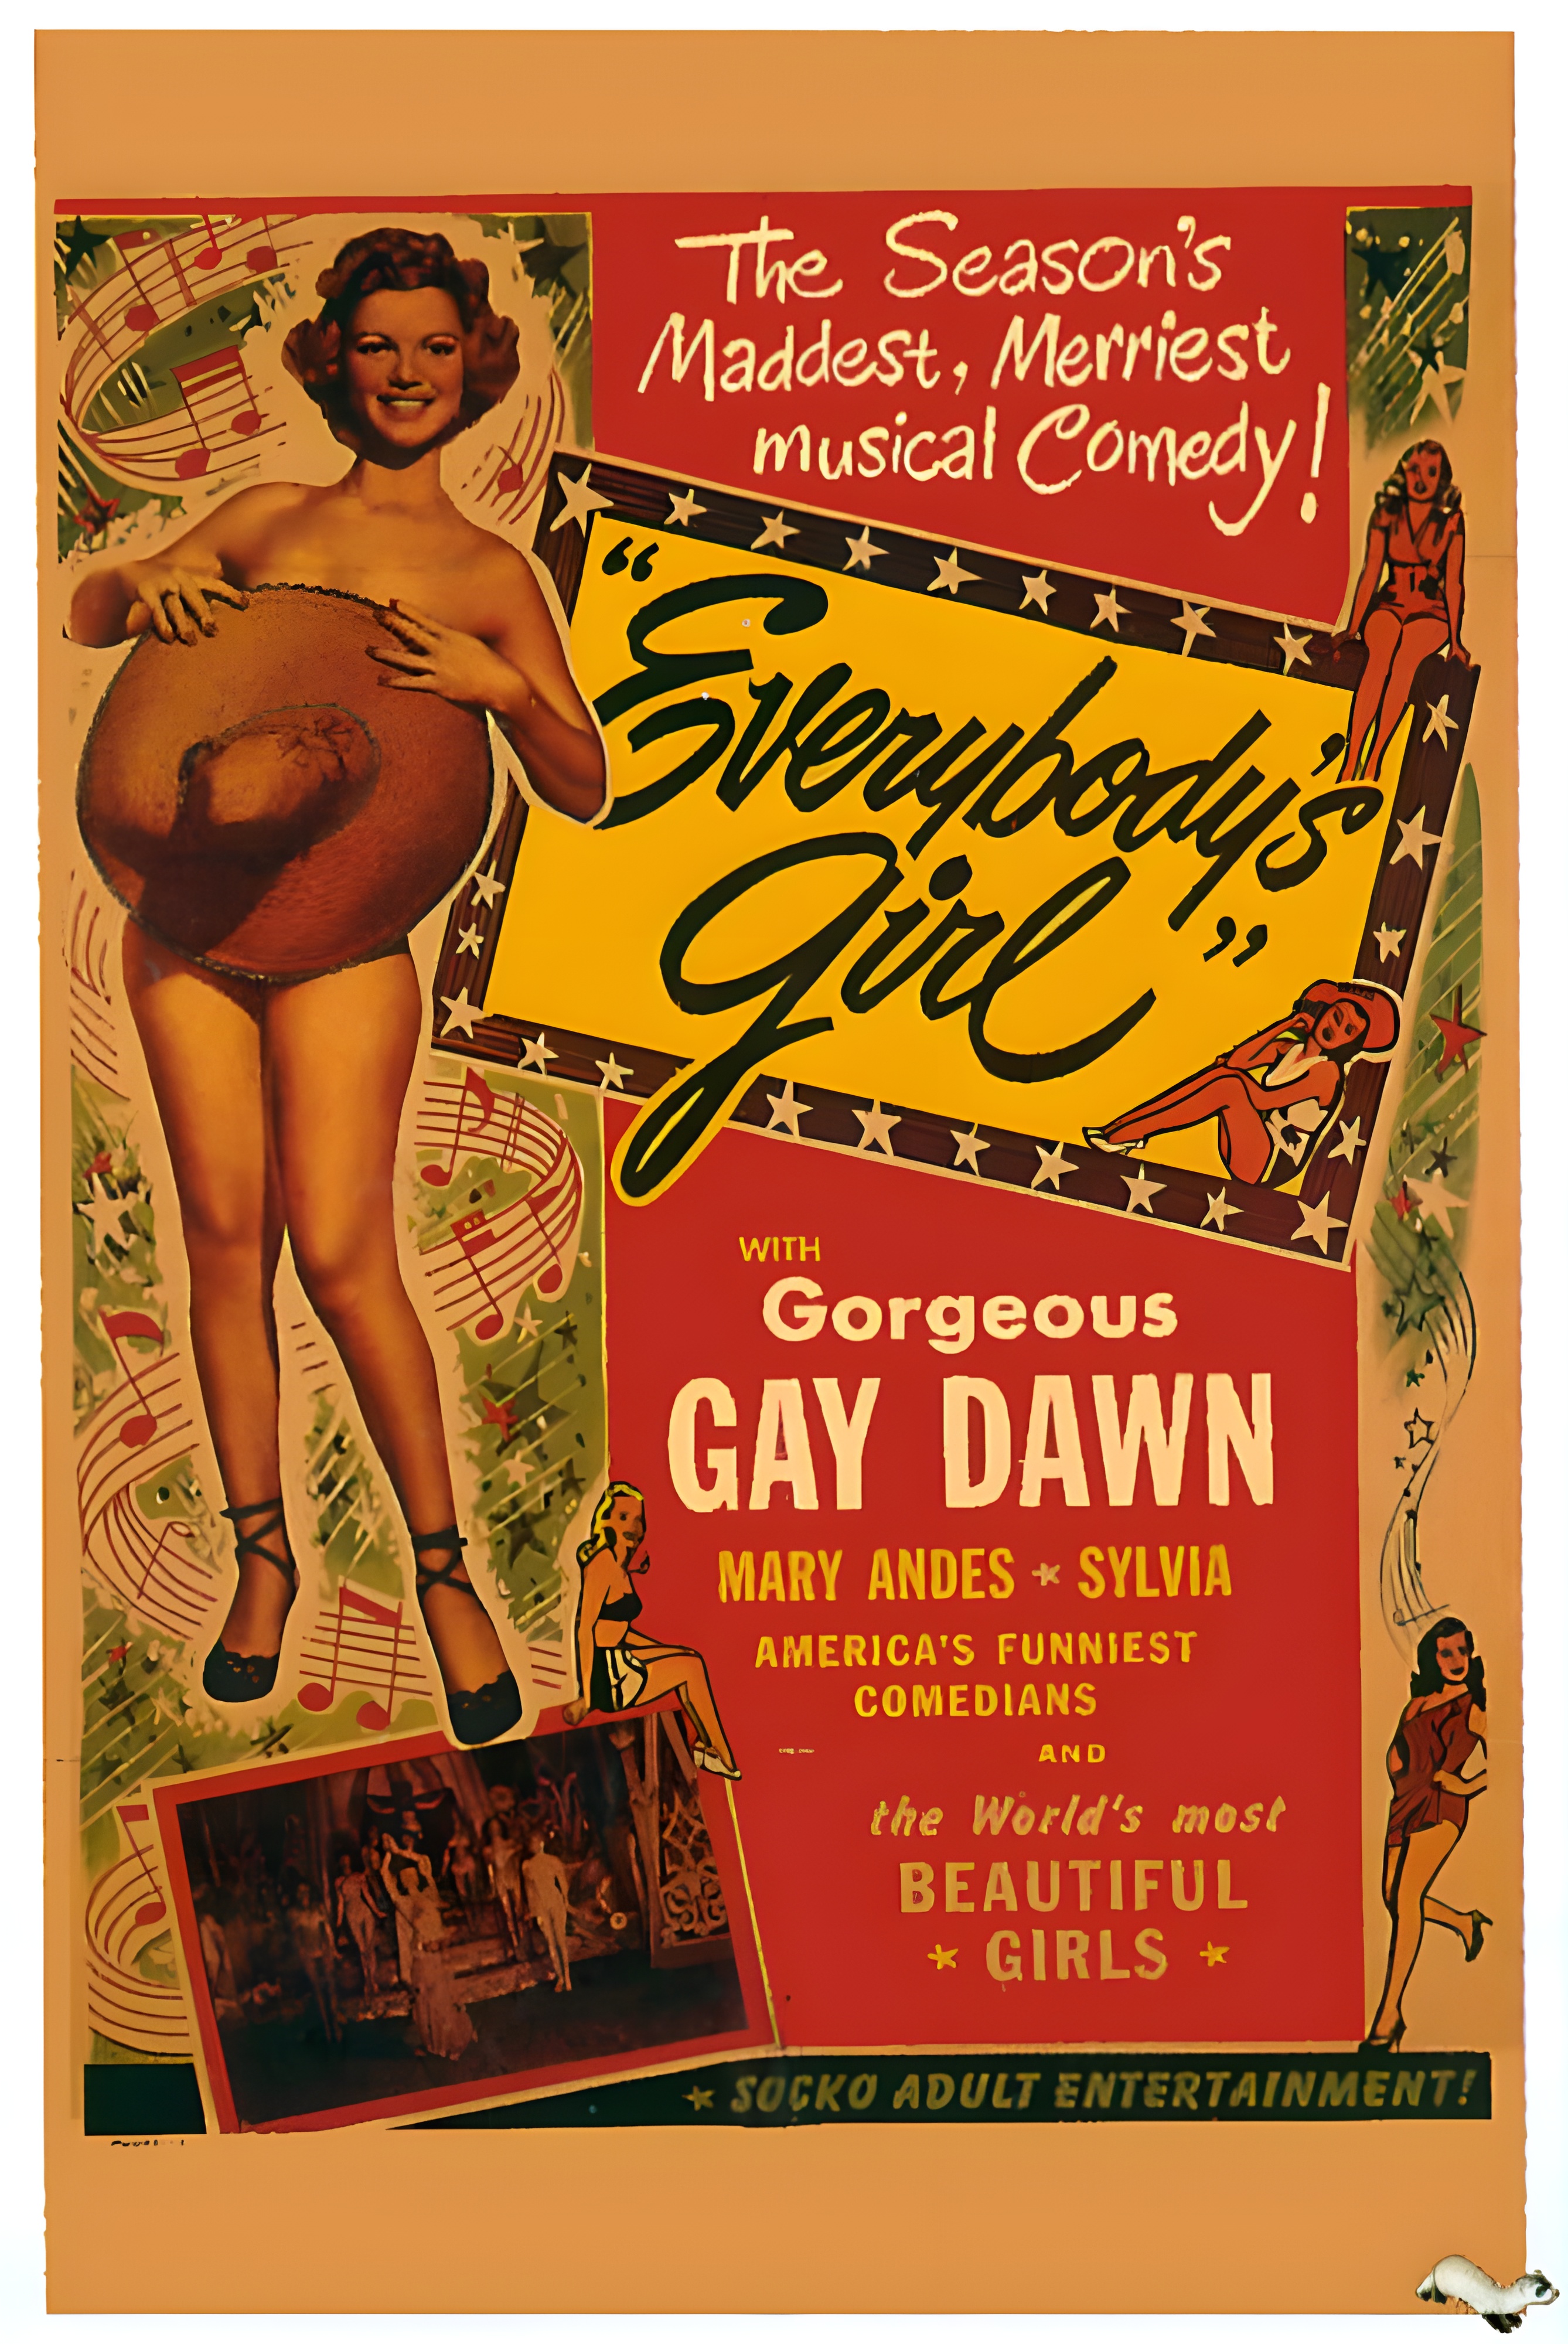 The Season's
Maddest, Merriest
musical Comedy!
"Everybody's
Girl"
WITH
Gorgeous
GAY DAWN
MARY ANDES * SYLVIA
AMERICA'S FUNNIEST
COMEDIANS
AND
the World's most
BEAUTIFUL
* GIRLS *
* SOCKO ADULT ENTERTAINMENT!